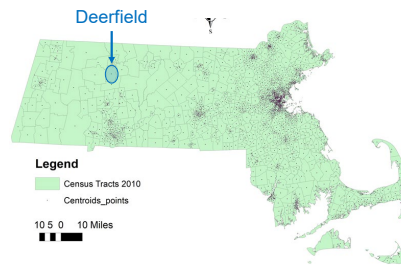 Deerfield
Legend
Census Tracts 2010
Centroids_points
10 5 0 10 Miles